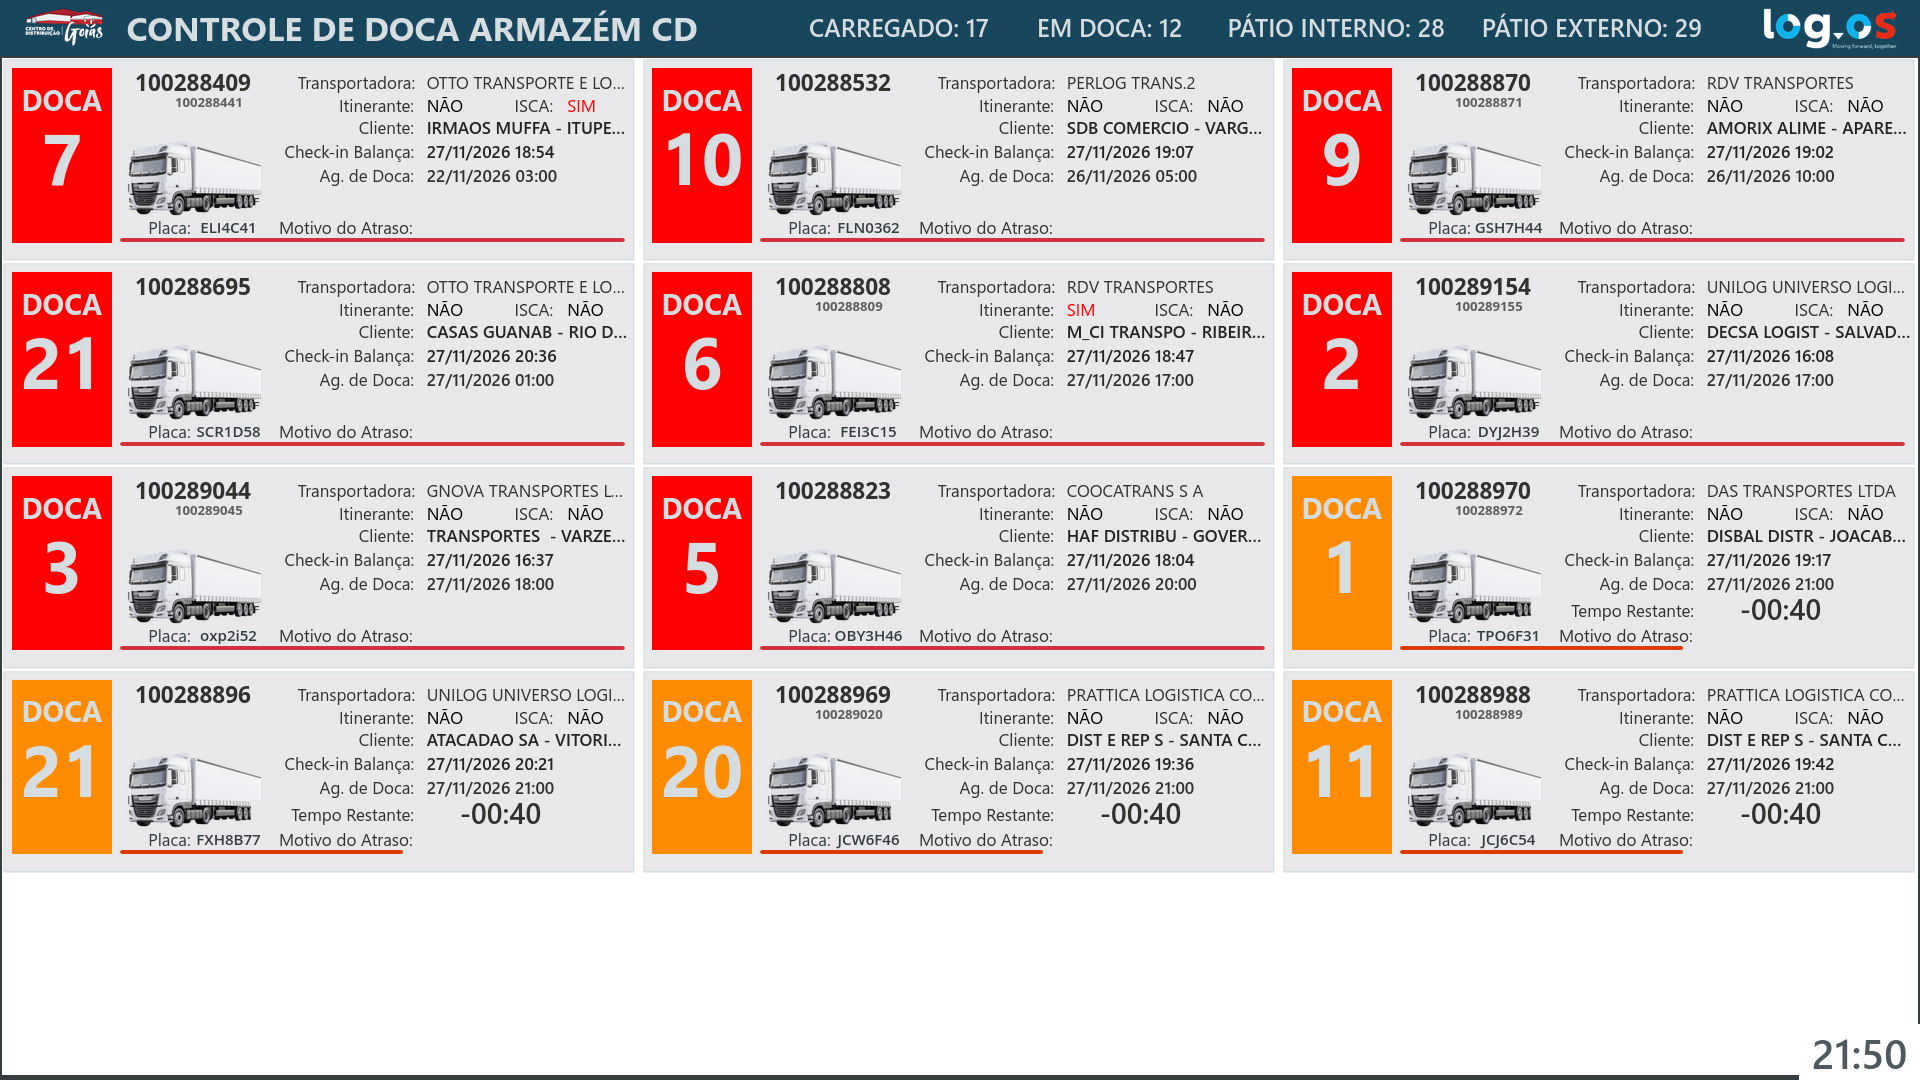 CENTRO DE DISTRIBUIÇÃO Goiás
CONTROLE DE DOCA ARMAZÉM CD
CARREGADO: 17 EM DOCA: 12 PÁTIO INTERNO: 28 PÁTIO EXTERNO: 29
log.os
Moving forward, together
DOCA
7
100288409
100288441
Transportadora: OTTO TRANSPORTE E LO...
Itinerante: NÃO ISCA: SIM
Cliente: IRMAOS MUFFA - ITUPE...
Check-in Balança: 27/11/2026 18:54
Ag. de Doca: 22/11/2026 03:00
Placa: ELI4C41 Motivo do Atraso:
DOCA
10
100288532
Transportadora: PERLOG TRANS.2
Itinerante: NÃO ISCA: NÃO
Cliente: SDB COMERCIO - VARG...
Check-in Balança: 27/11/2026 19:07
Ag. de Doca: 26/11/2026 05:00
Placa: FLN0362 Motivo do Atraso:
DOCA
9
100288870
100288871
Transportadora: RDV TRANSPORTES
Itinerante: NÃO ISCA: NÃO
Cliente: AMORIX ALIME - APARE...
Check-in Balança: 27/11/2026 19:02
Ag. de Doca: 26/11/2026 10:00
Placa: GSH7H44 Motivo do Atraso:
DOCA
21
100288695
Transportadora: OTTO TRANSPORTE E LO...
Itinerante: NÃO ISCA: NÃO
Cliente: CASAS GUANAB - RIO D...
Check-in Balança: 27/11/2026 20:36
Ag. de Doca: 27/11/2026 01:00
Placa: SCR1D58 Motivo do Atraso:
DOCA
6
100288808
100288809
Transportadora: RDV TRANSPORTES
Itinerante: SIM ISCA: NÃO
Cliente: M_CI TRANSPO - RIBEIR...
Check-in Balança: 27/11/2026 18:47
Ag. de Doca: 27/11/2026 17:00
Placa: FEI3C15 Motivo do Atraso:
DOCA
2
100289154
100289155
Transportadora: UNILOG UNIVERSO LOGI...
Itinerante: NÃO ISCA: NÃO
Cliente: DECSA LOGIST - SALVAD...
Check-in Balança: 27/11/2026 16:08
Ag. de Doca: 27/11/2026 17:00
Placa: DYJ2H39 Motivo do Atraso:
DOCA
3
100289044
100289045
Transportadora: GNOVA TRANSPORTES L...
Itinerante: NÃO ISCA: NÃO
Cliente: TRANSPORTES - VARZE...
Check-in Balança: 27/11/2026 16:37
Ag. de Doca: 27/11/2026 18:00
Placa: oxp2i52 Motivo do Atraso:
DOCA
5
100288823
Transportadora: COOCATRANS S A
Itinerante: NÃO ISCA: NÃO
Cliente: HAF DISTRIBU - GOVER...
Check-in Balança: 27/11/2026 18:04
Ag. de Doca: 27/11/2026 20:00
Placa: OBY3H46 Motivo do Atraso:
DOCA
1
100288970
100288972
Transportadora: DAS TRANSPORTES LTDA
Itinerante: NÃO ISCA: NÃO
Cliente: DISBAL DISTR - JOACAB...
Check-in Balança: 27/11/2026 19:17
Ag. de Doca: 27/11/2026 21:00
Tempo Restante: -00:40
Placa: TPO6F31 Motivo do Atraso:
DOCA
21
100288896
Transportadora: UNILOG UNIVERSO LOGI...
Itinerante: NÃO ISCA: NÃO
Cliente: ATACADAO SA - VITORI...
Check-in Balança: 27/11/2026 20:21
Ag. de Doca: 27/11/2026 21:00
Tempo Restante: -00:40
Placa: FXH8B77 Motivo do Atraso:
DOCA
20
100288969
100289020
Transportadora: PRATTICA LOGISTICA CO...
Itinerante: NÃO ISCA: NÃO
Cliente: DIST E REP S - SANTA C...
Check-in Balança: 27/11/2026 19:36
Ag. de Doca: 27/11/2026 21:00
Tempo Restante: -00:40
Placa: JCW6F46 Motivo do Atraso:
DOCA
11
100288988
100288989
Transportadora: PRATTICA LOGISTICA CO...
Itinerante: NÃO ISCA: NÃO
Cliente: DIST E REP S - SANTA C...
Check-in Balança: 27/11/2026 19:42
Ag. de Doca: 27/11/2026 21:00
Tempo Restante: -00:40
Placa: JCJ6C54 Motivo do Atraso:
21:50